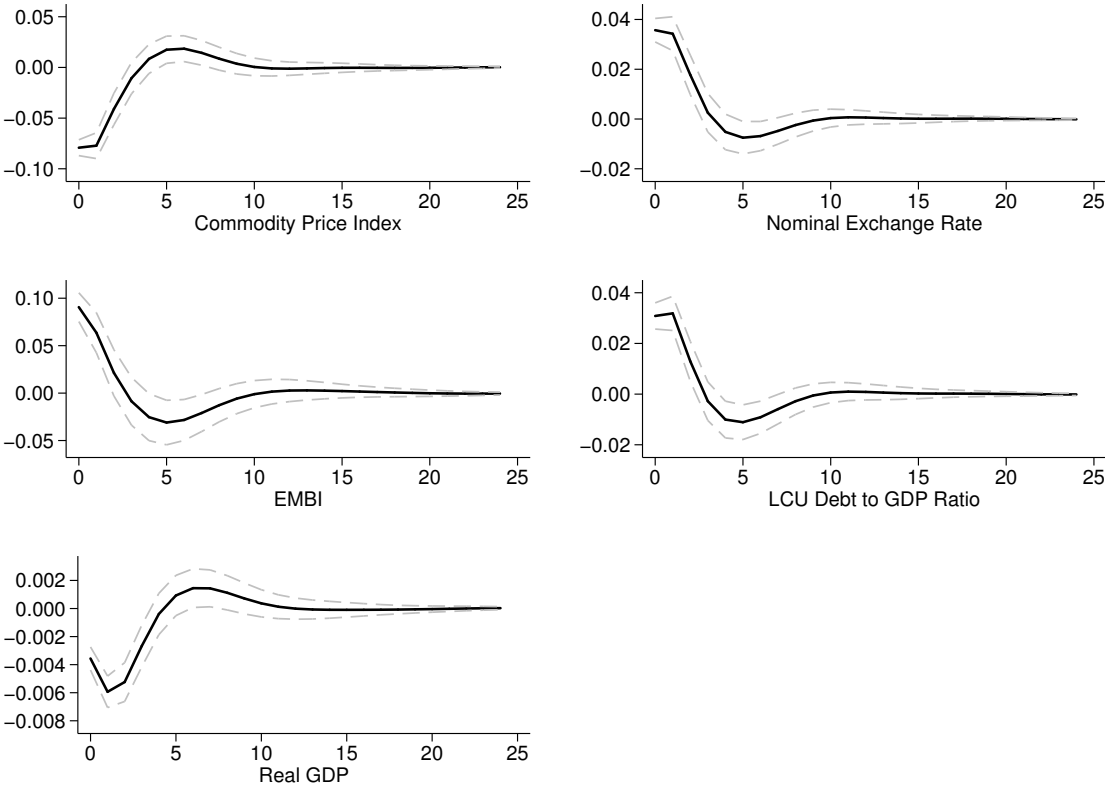 0.05
0.00
−0.05
−0.10
0 5 10 15 20 25
Commodity Price Index
0.04
0.02
0.00
−0.02
0 5 10 15 20 25
Nominal Exchange Rate
0.10
0.05
0.00
−0.05
0 5 10 15 20 25
EMBI
0.04
0.02
0.00
−0.02
0 5 10 15 20 25
LCU Debt to GDP Ratio
0.002
0.000
−0.002
−0.004
−0.006
−0.008
0 5 10 15 20 25
Real GDP